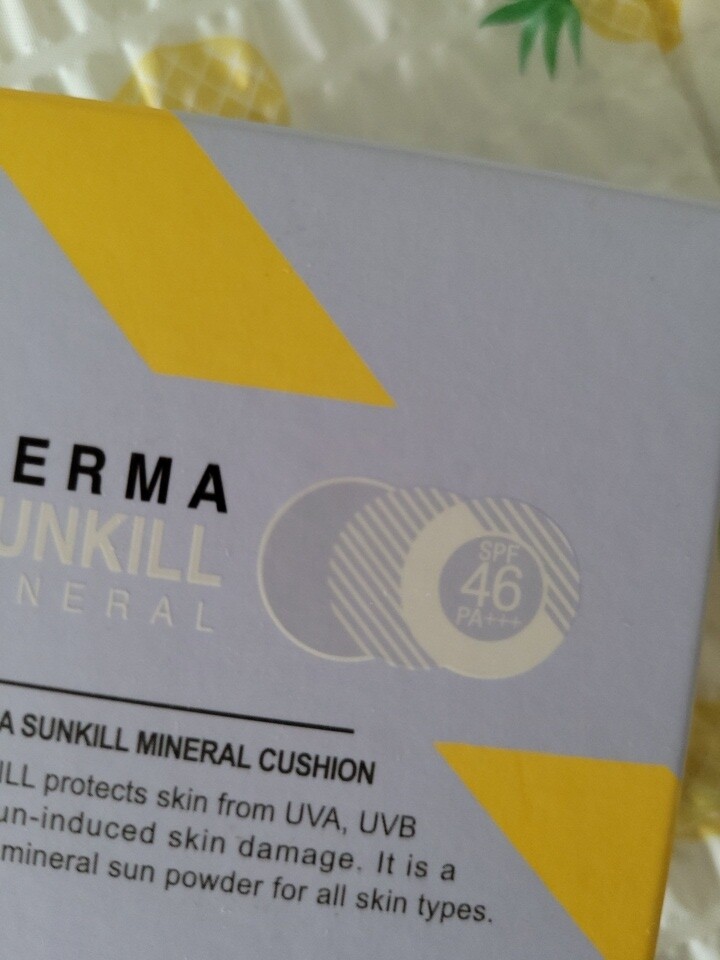 ERMA
UNKILL
NERAL
SPF
46
PA+++
A SUNKILL MINERAL CUSHION
ILL protects skin from UVA, UVB
un-induced skin damage. It is a
mineral sun powder for all skin types.